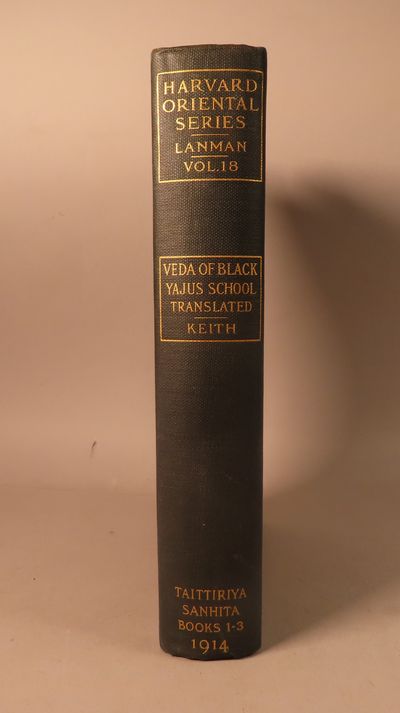 HARVARD
ORIENTAL
SERIES
LANMAN
VOL.18
VEDA OF BLACK
YAJUS SCHOOL
TRANSLATED
KEITH
TAITTIRIYA
SANHITA
BOOKS 1-3
1914